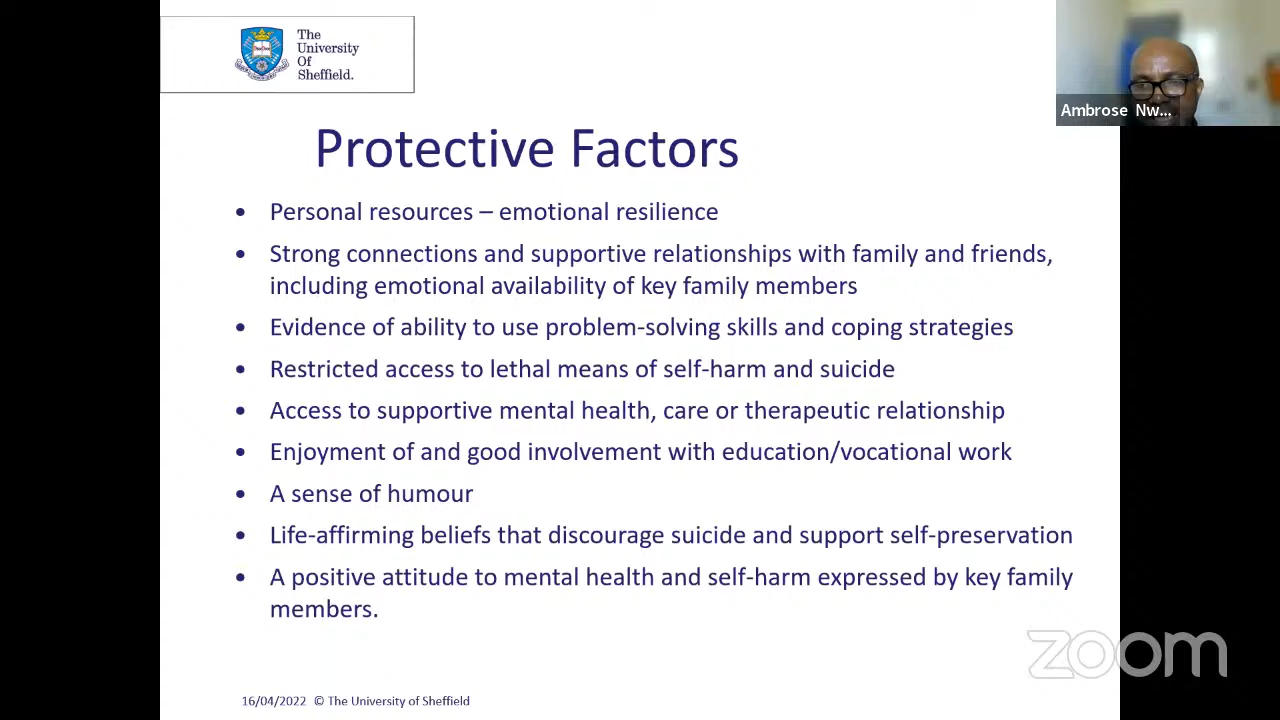 The
University
Of
Sheffield.
Ambrose Nw...
Protective Factors
• Personal resources – emotional resilience
• Strong connections and supportive relationships with family and friends,
including emotional availability of key family members
• Evidence of ability to use problem-solving skills and coping strategies
• Restricted access to lethal means of self-harm and suicide
• Access to supportive mental health, care or therapeutic relationship
• Enjoyment of and good involvement with education/vocational work
• A sense of humour
• Life-affirming beliefs that discourage suicide and support self-preservation
• A positive attitude to mental health and self-harm expressed by key family
members.
zoom
16/04/2022 © The University of Sheffield